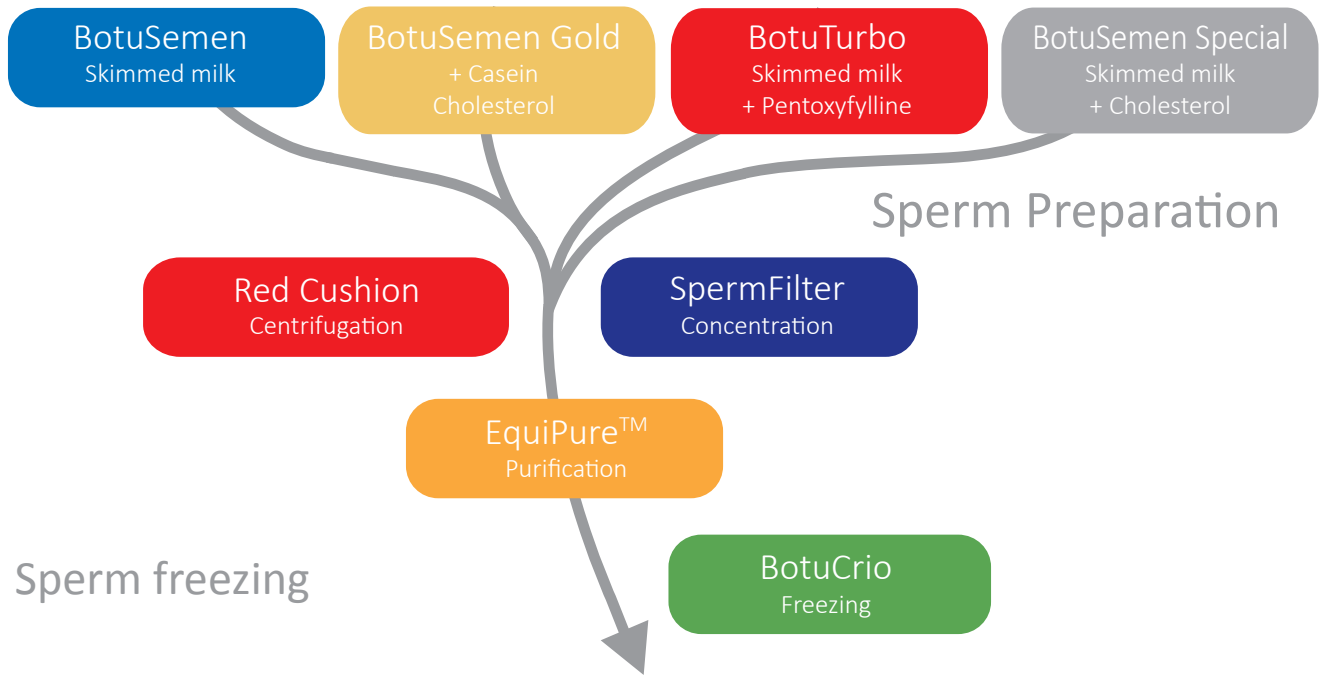 BotuSemen
Skimmed milk
BotuSemen Gold
+ Casein
Cholesterol
BotuTurbo
Skimmed milk
+ Pentoxyfylline
BotuSemen Special
Skimmed milk
+ Cholesterol
Sperm Preparation
Red Cushion
Centrifugation
SpermFilter
Concentration
EquiPure™
Purification
Sperm freezing
BotuCrio
Freezing